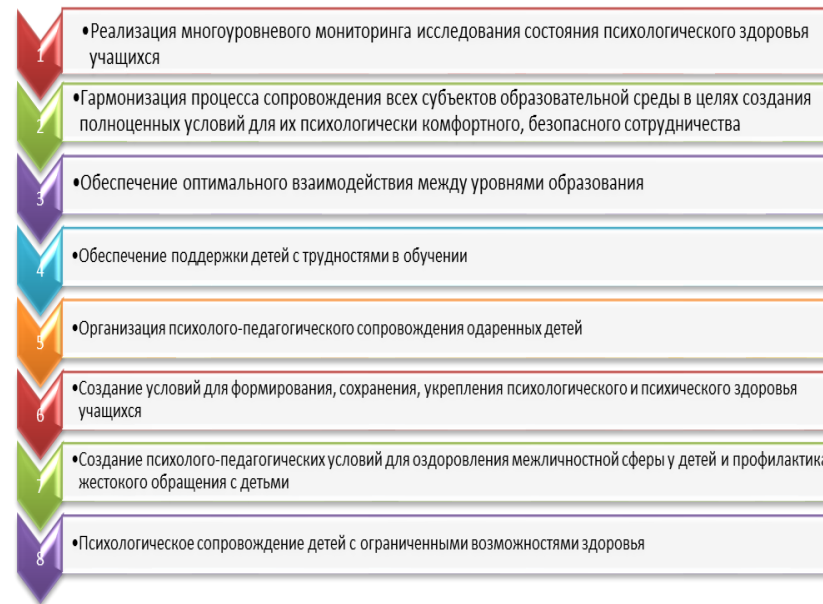 1
•Реализация многоуровневого мониторинга исследования состояния психологического здоровья
учащихся
2
•Гармонизация процесса сопровождения всех субъектов образовательной среды в целях создания
полноценных условий для их психологически комфортного, безопасного сотрудничества
3
•Обеспечение оптимального взаимодействия между уровнями образования
4
•Обеспечение поддержки детей с трудностями в обучении
5
•Организация психолого-педагогического сопровождения одаренных детей
6
•Создание условий для формирования, сохранения, укрепления психологического и психического здоровья
учащихся
7
•Создание психолого-педагогических условий для оздоровления межличностной сферы у детей и профилактика
жестокого обращения с детьми
8
•Психологическое сопровождение детей с ограниченными возможностями здоровья